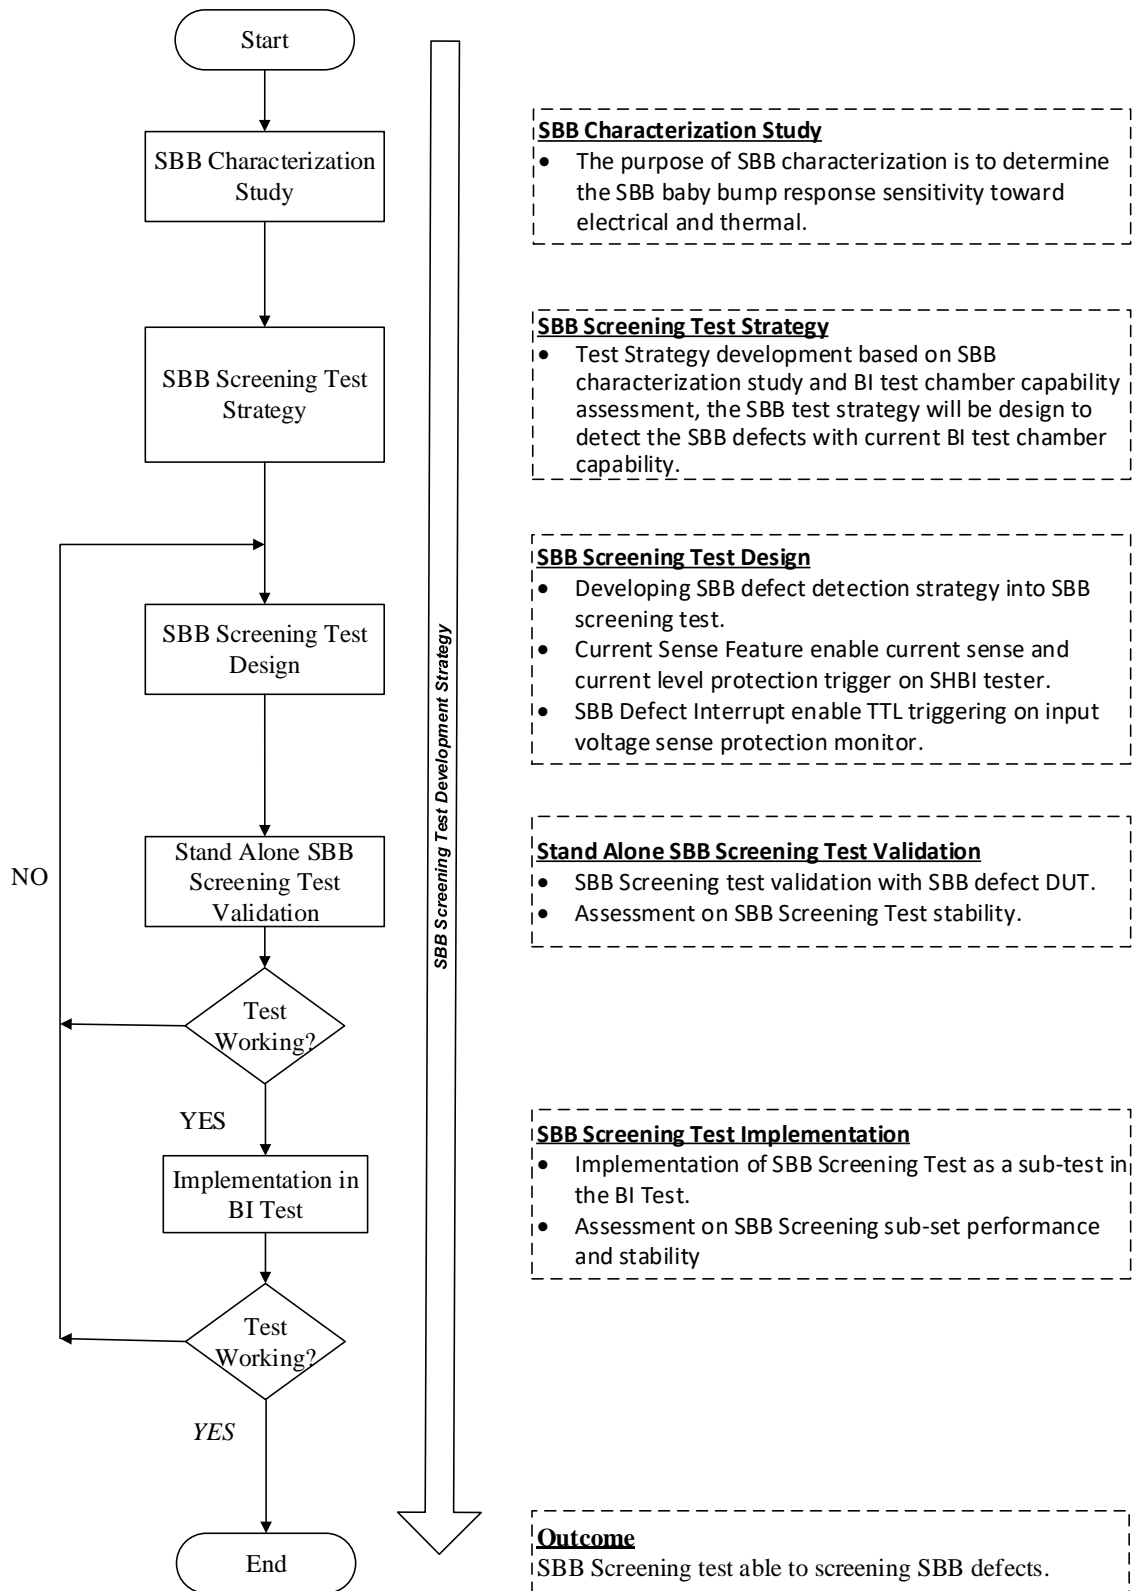 Start
SBB Characterization
Study
SBB Characterization Study
• The purpose of SBB characterization is to determine
the SBB baby bump response sensitivity toward
electrical and thermal.
SBB Screening Test
Strategy
SBB Screening Test Strategy
• Test Strategy development based on SBB
characterization study and BI test chamber capability
assessment, the SBB test strategy will be design to
detect the SBB defects with current BI test chamber
capability.
SBB Screening Test
Design
SBB Screening Test Design
• Developing SBB defect detection strategy into SBB
screening test.
• Current Sense Feature enable current sense and
current level protection trigger on SHBI tester.
• SBB Defect Interrupt enable TTL triggering on input
voltage sense protection monitor.
SBB Screening Test Development Strategy
NO
Stand Alone SBB
Screening Test
Validation
Stand Alone SBB Screening Test Validation
• SBB Screening test validation with SBB defect DUT.
• Assessment on SBB Screening Test stability.
Test
Working?
YES
Implementation in
BI Test
SBB Screening Test Implementation
• Implementation of SBB Screening Test as a sub-test in
the BI Test.
• Assessment on SBB Screening sub-set performance
and stability
Test
Working?
YES
End
Outcome
SBB Screening test able to screening SBB defects.